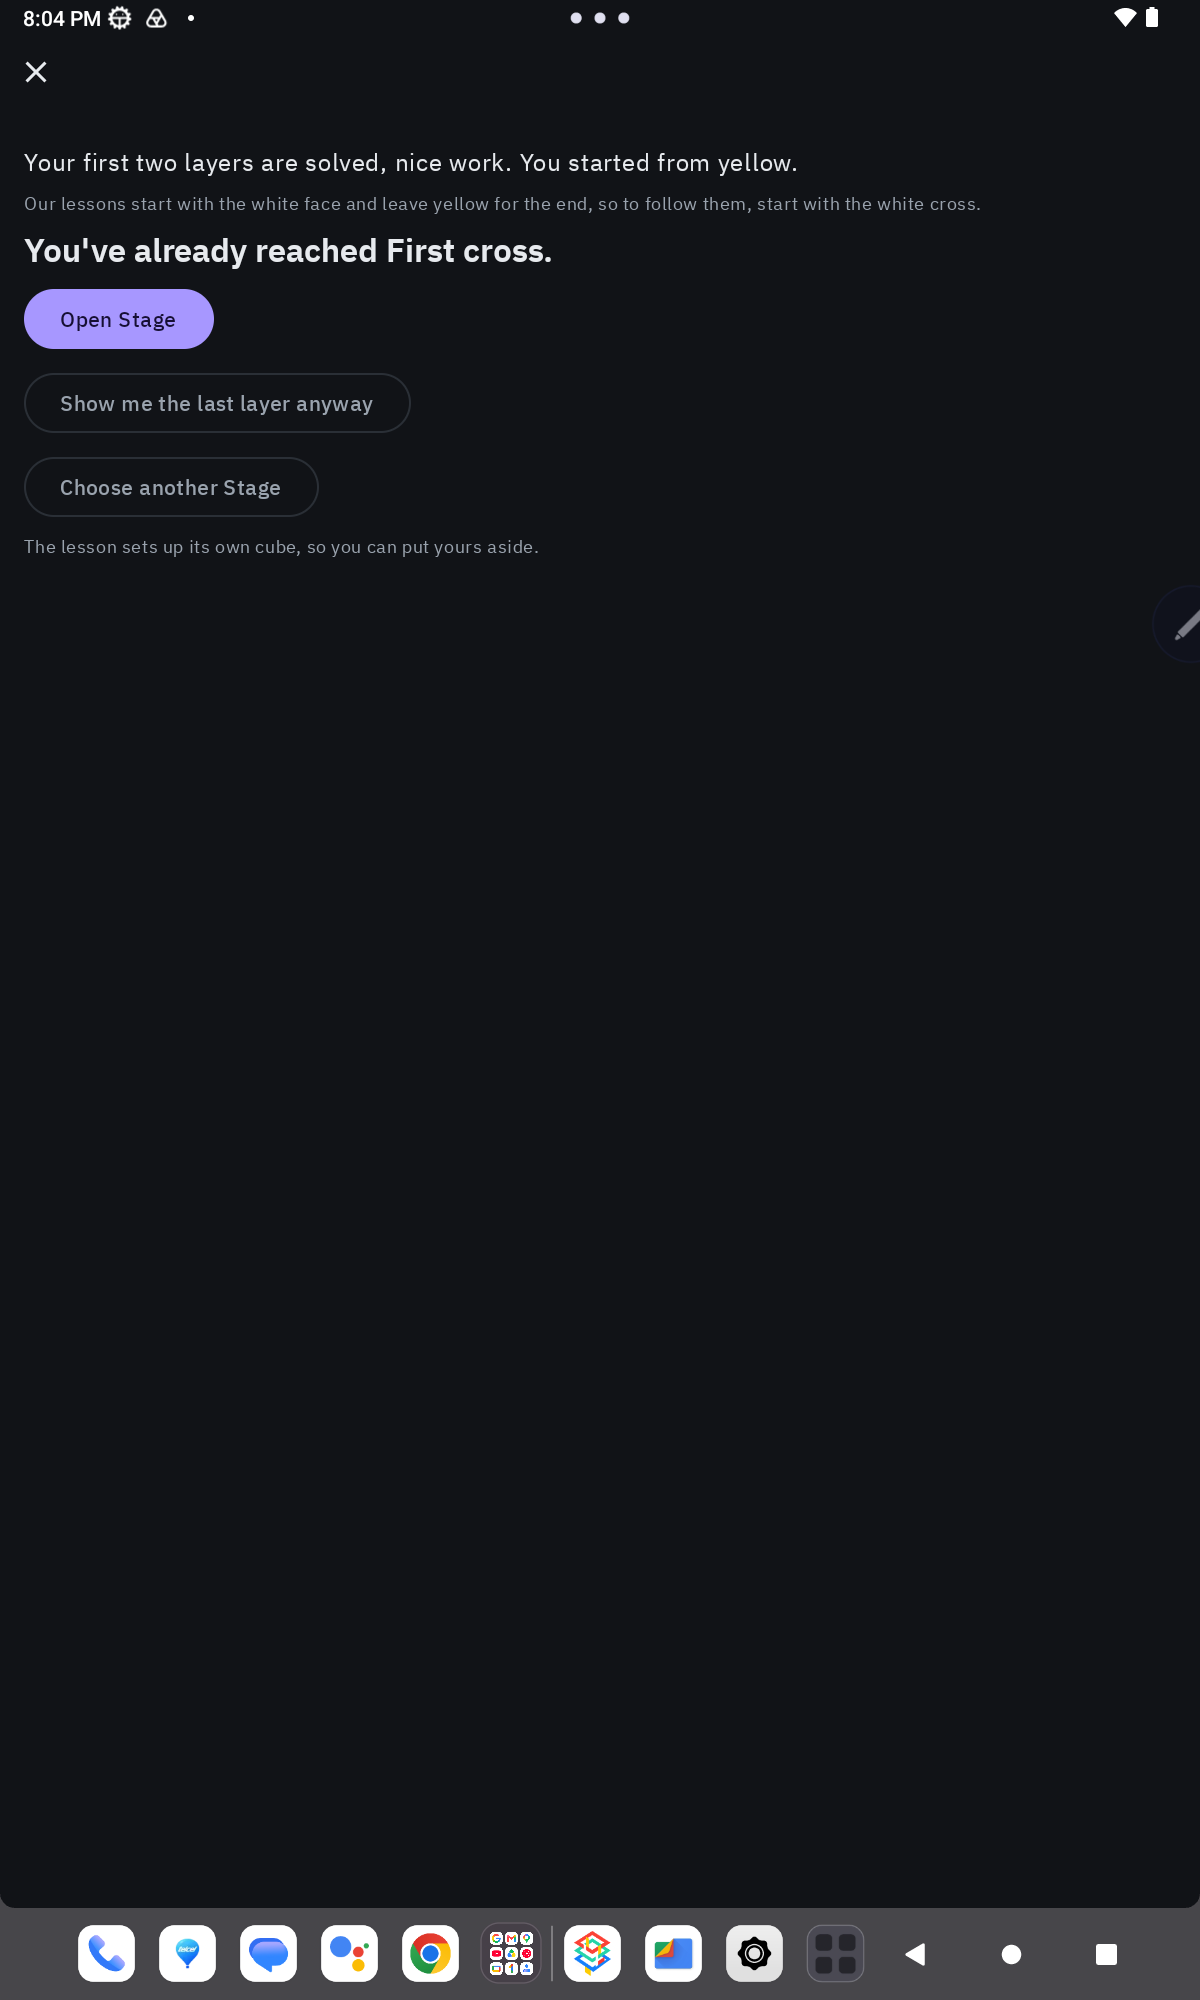 8:04 PM
Your first two layers are solved, nice work. You started from yellow.
Our lessons start with the white face and leave yellow for the end, so to follow them, start with the white cross.
You've already reached First cross.
Open Stage
Show me the last layer anyway
Choose another Stage
The lesson sets up its own cube, so you can put yours aside.